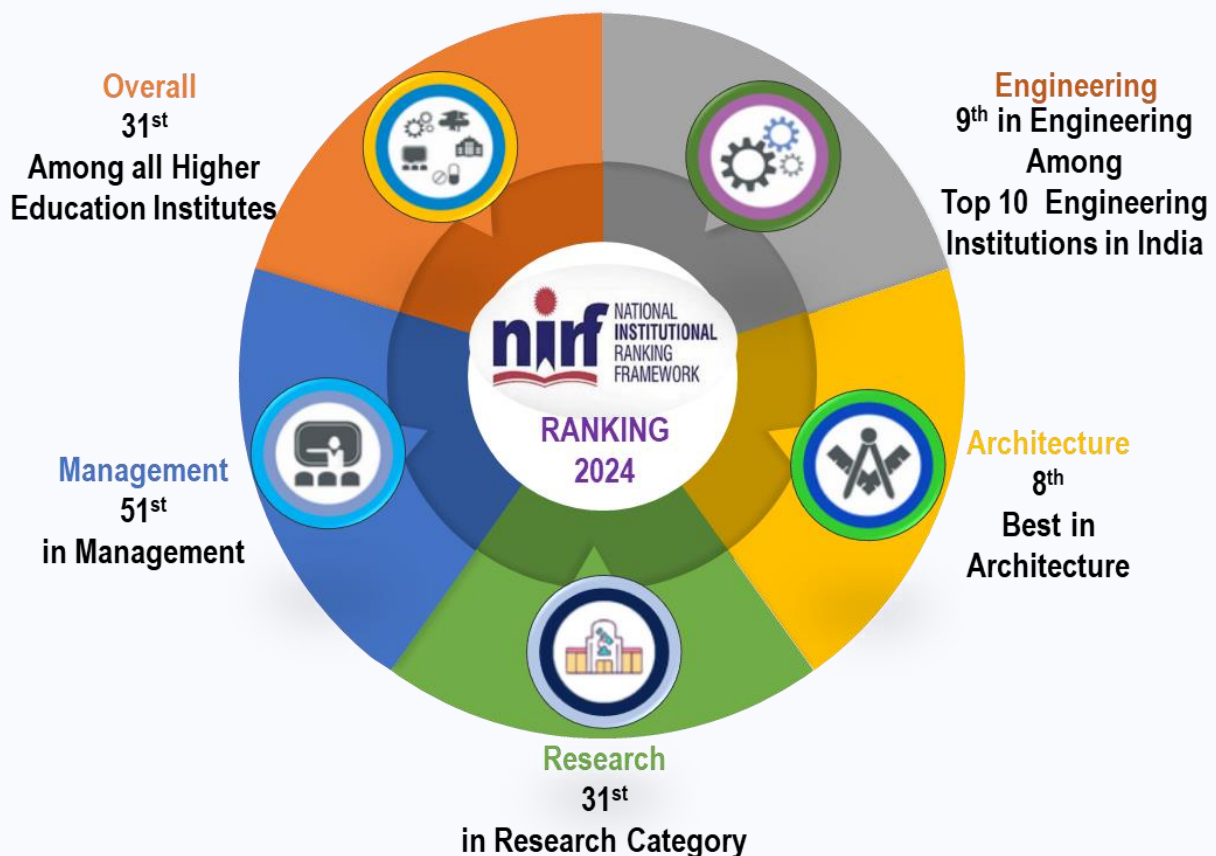 Overall
31st
Among all Higher
Education Institutes
Engineering
9th in Engineering
Among
Top 10 Engineering
Institutions in India
nirf
NATIONAL
INSTITUTIONAL
RANKING
FRAMEWORK
RANKING
2024
Management
51st
in Management
Architecture
8th
Best in
Architecture
Research
31st
in Research Category